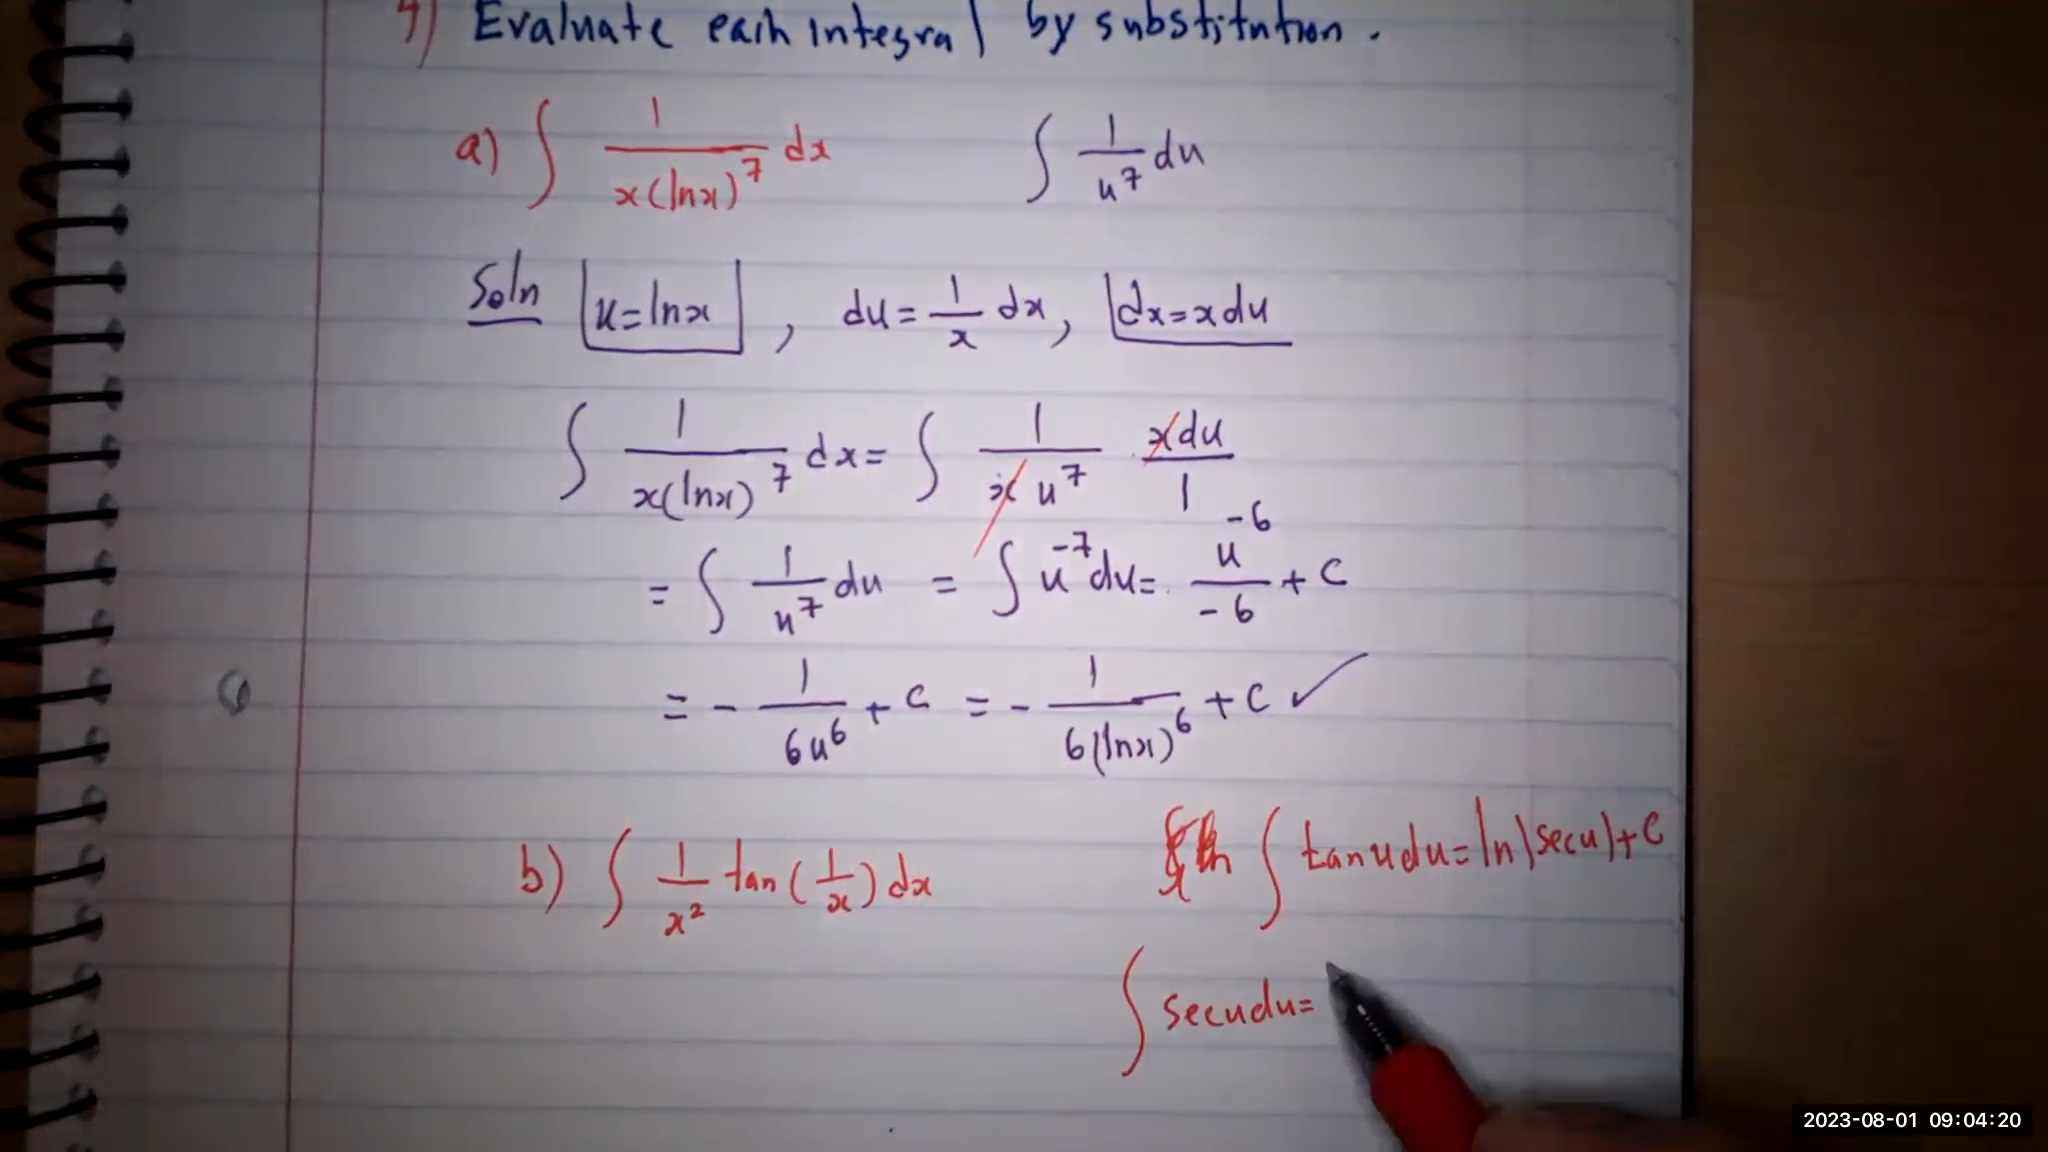 4) Evaluate each integral by substitution.
a) ∫ 1/(x(lnx)^7) dx    ∫ 1/u^7 du
Soln u=lnx , du = 1/x dx, dx=xdu
∫ 1/(x(lnx)^7) dx = ∫ 1/(x u^7) xdu/1
= ∫ 1/u^7 du = ∫ u^-7 du = u^-6/-6 + c
= - 1/(6u^6) + c = - 1/(6(lnx)^6) + c ✓
b) ∫ 1/x^2 tan(1/x) dx    ∫ tanudu = ln|secu| + c
∫ secudu=
2023-08-01 09:04:20